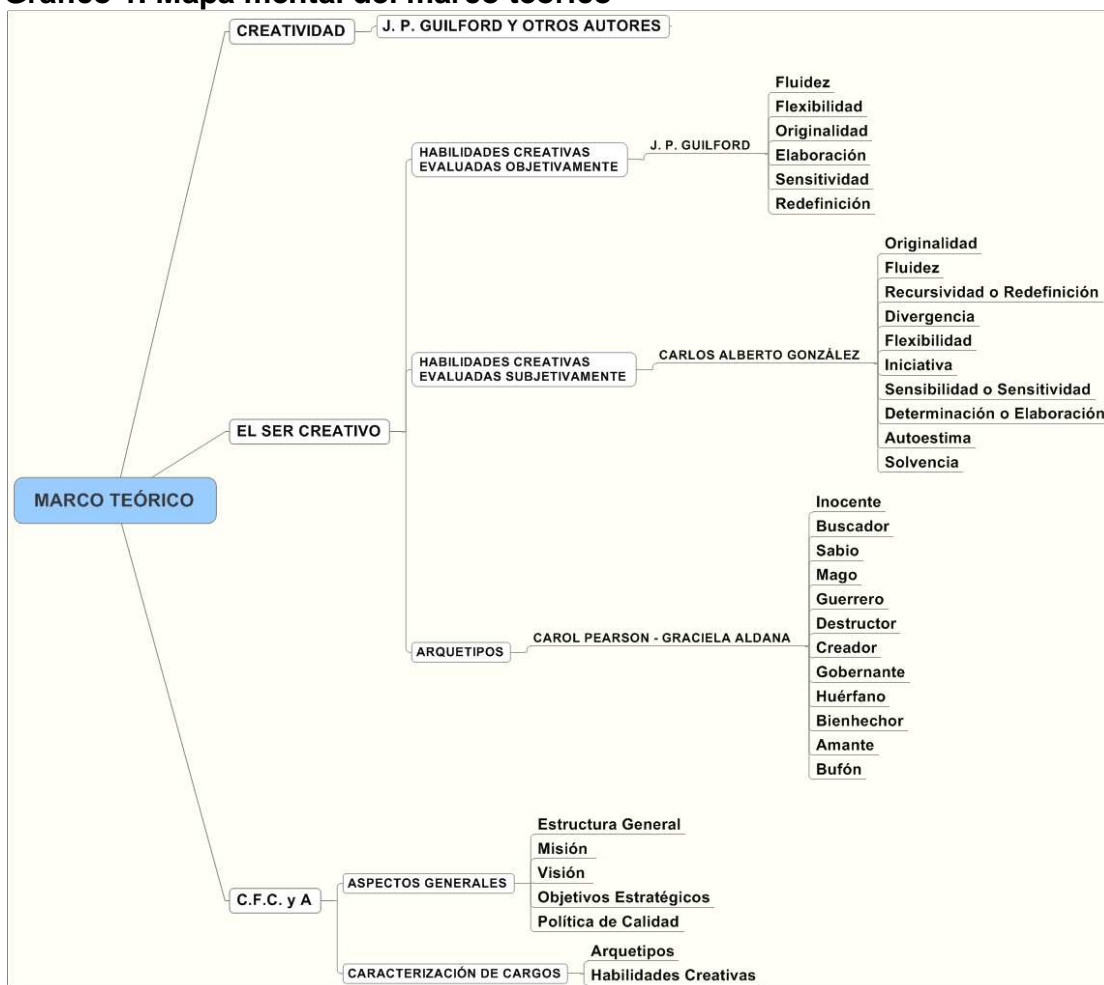 Gráfico 1. Mapa mental del marco teórico
CREATIVIDAD
J. P. GUILFORD Y OTROS AUTORES
MARCO TEÓRICO
EL SER CREATIVO
HABILIDADES CREATIVAS
EVALUADAS OBJETIVAMENTE
J. P. GUILFORD
Fluidez
Flexibilidad
Originalidad
Elaboración
Sensitividad
Redefinición
HABILIDADES CREATIVAS
EVALUADAS SUBJETIVAMENTE
CARLOS ALBERTO GONZÁLEZ
Originalidad
Fluidez
Recursividad o Redefinición
Divergencia
Flexibilidad
Iniciativa
Sensibilidad o Sensitividad
Determinación o Elaboración
Autoestima
Solvencia
ARQUETIPOS
CAROL PEARSON - GRACIELA ALDANA
Inocente
Buscador
Sabio
Mago
Guerrero
Destructor
Creador
Gobernante
Huérfano
Bienhechor
Amante
Bufón
C.F.C. y A
ASPECTOS GENERALES
Estructura General
Misión
Visión
Objetivos Estratégicos
Política de Calidad
CARACTERIZACIÓN DE CARGOS
Arquetipos
Habilidades Creativas